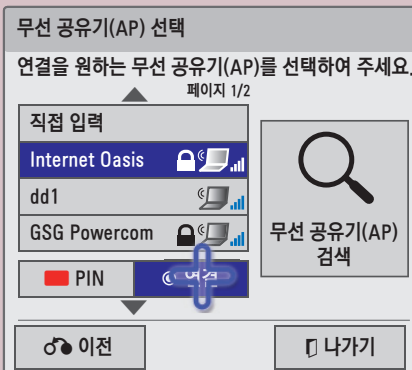 무선 공유기(AP) 선택
연결을 원하는 무선 공유기(AP)를 선택하여 주세요.
페이지 1/2
직접 입력
Internet Oasis
dd1
GSG Powercom
무선 공유기(AP)
검색
PIN
이전
나가기